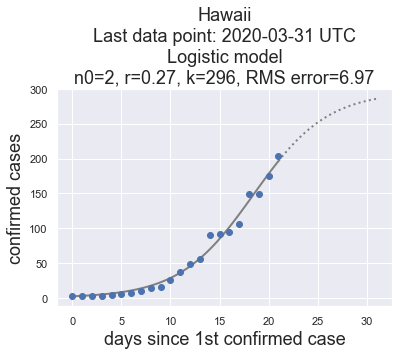 Hawaii
Last data point: 2020-03-31 UTC
Logistic model
n0=2, r=0.27, k=296, RMS error=6.97
300
250
200
150
100
50
0
confirmed cases
0 5 10 15 20 25 30
days since 1st confirmed case